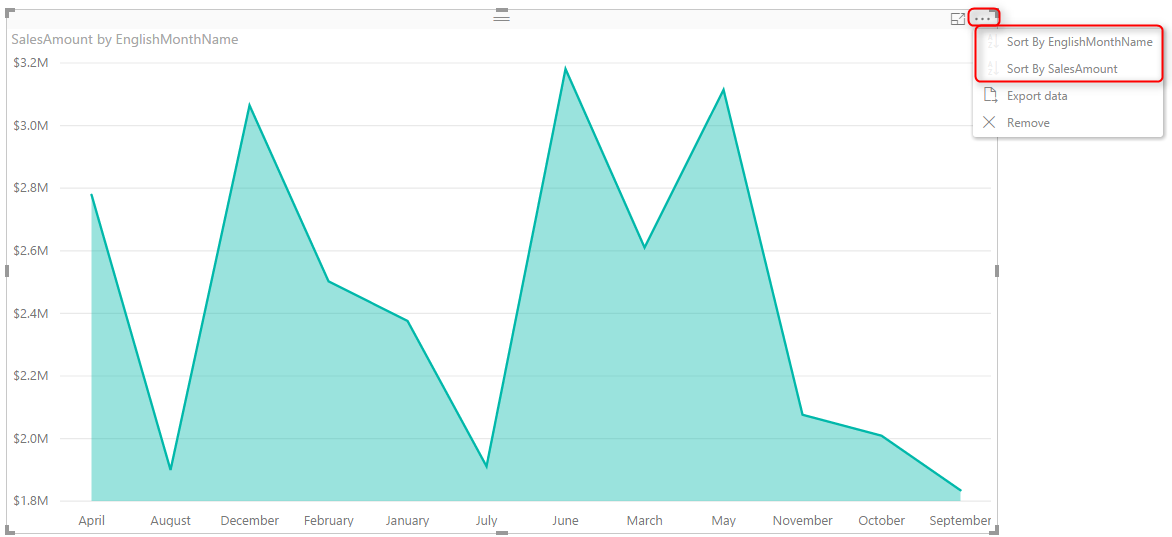 SalesAmount by EnglishMonthName
Sort By EnglishMonthName
Sort By SalesAmount
Export data
Remove
$3.2M
$3.0M
$2.8M
$2.6M
$2.4M
$2.2M
$2.0M
$1.8M
April August December February January July June March May November October September